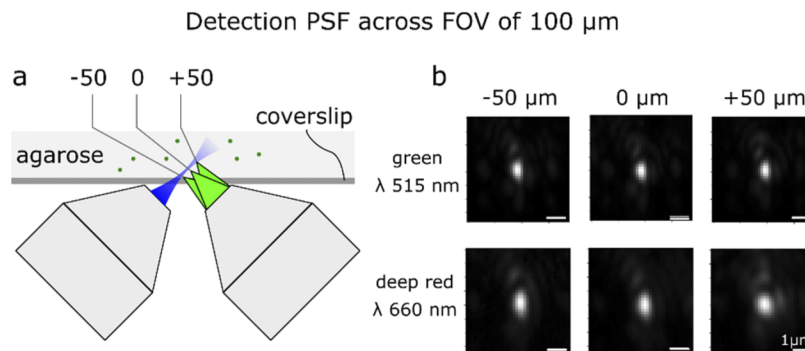 Detection PSF across FOV of 100 µm
a
-50 0 +50
coverslip
agarose
b
-50 µm 0 µm +50 µm
green
λ 515 nm
deep red
λ 660 nm
1µm